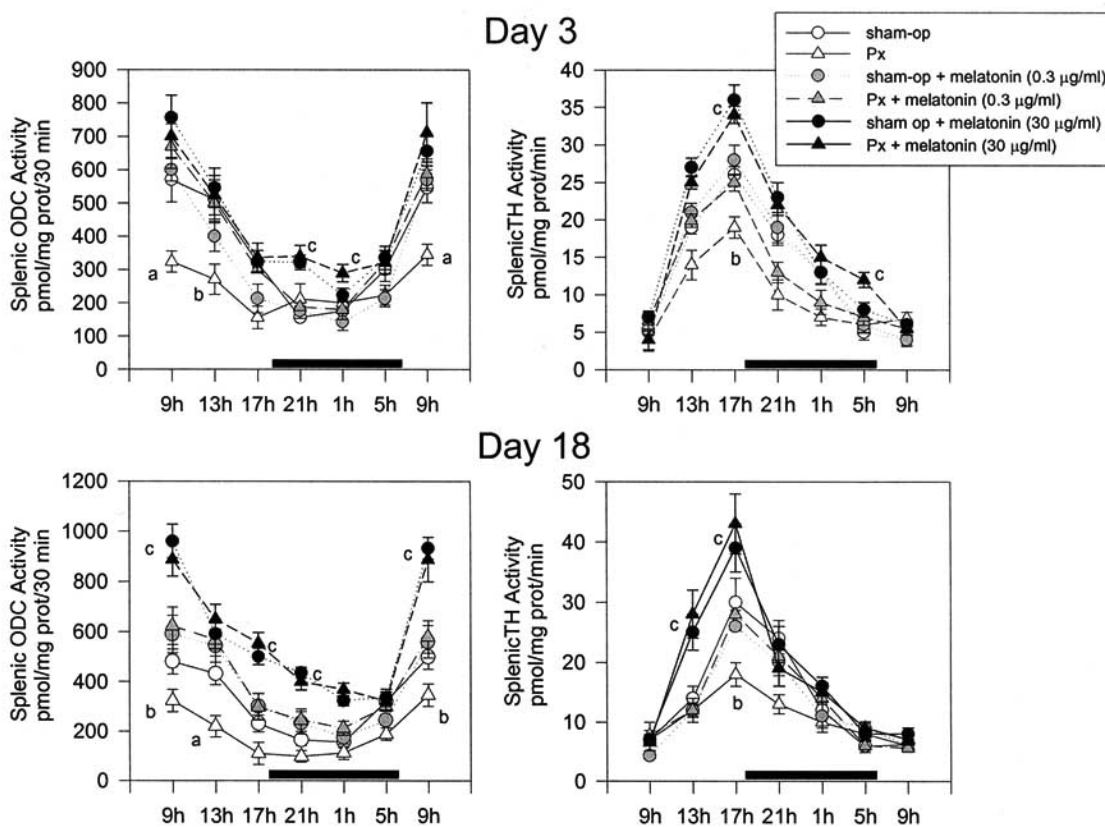 Day 3
sham-op
Px
sham-op + melatonin (0.3 µg/ml)
Px + melatonin (0.3 µg/ml)
sham op + melatonin (30 µg/ml)
Px + melatonin (30 µg/ml)
Splenic ODC Activity
pmol/mg prot/30 min
900
800
700
600
500
400
300
200
100
0
a
b
c
c
a
9h 13h 17h 21h 1h 5h 9h
SplenicTH Activity
pmol/mg prot/min
40
35
30
25
20
15
10
5
0
c
b
c
9h 13h 17h 21h 1h 5h 9h
Day 18
Splenic ODC Activity
pmol/mg prot/30 min
1200
1000
800
600
400
200
0
c
b
a
c
c
c
b
9h 13h 17h 21h 1h 5h 9h
SplenicTH Activity
pmol/mg prot/min
50
40
30
20
10
0
c
c
b
9h 13h 17h 21h 1h 5h 9h